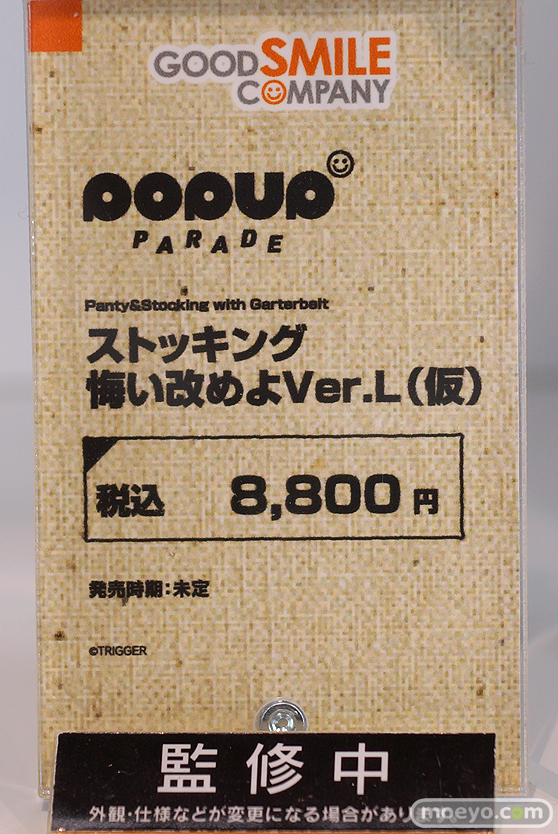 GOOD SMILE
COMPANY
POPUP
PARADE
Panty&Stocking with Garterbelt
ストッキング
悔い改めよVer.L（仮）
税込 8,800 円
発売時期：未定
©TRIGGER
監修中
外観・仕様などが変更になる場合があり
moeyo.com